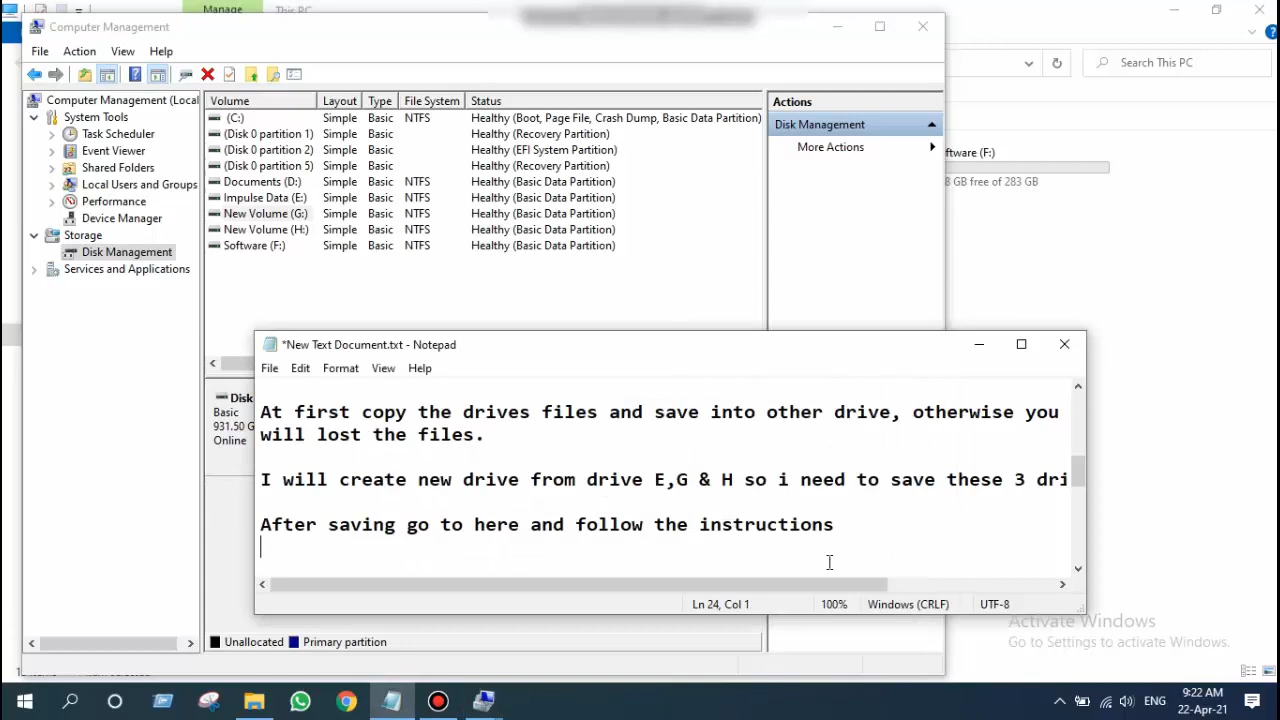 Manage
This PC
Computer Management
File Action View Help
Search This PC
Computer Management (Local
System Tools
Task Scheduler
Event Viewer
Shared Folders
Local Users and Groups
Performance
Device Manager
Storage
Disk Management
Services and Applications
Volume Layout Type File System Status
(C:) Simple Basic NTFS Healthy (Boot, Page File, Crash Dump, Basic Data Partition)
(Disk 0 partition 1) Simple Basic Healthy (Recovery Partition)
(Disk 0 partition 2) Simple Basic Healthy (EFI System Partition)
(Disk 0 partition 5) Simple Basic Healthy (Recovery Partition)
Documents (D:) Simple Basic NTFS Healthy (Basic Data Partition)
Impulse Data (E:) Simple Basic NTFS Healthy (Basic Data Partition)
New Volume (G:) Simple Basic NTFS Healthy (Basic Data Partition)
New Volume (H:) Simple Basic NTFS Healthy (Basic Data Partition)
Software (F:) Simple Basic NTFS Healthy (Basic Data Partition)
Actions
Disk Management
More Actions
ftware (F:)
8 GB free of 283 GB
Disk
Basic
931.50 G
Online
*New Text Document.txt - Notepad
File Edit Format View Help
At first copy the drives files and save into other drive, otherwise you
will lost the files.
I will create new drive from drive E,G & H so i need to save these 3 dri
After saving go to here and follow the instructions
Ln 24, Col 1 100% Windows (CRLF) UTF-8
Unallocated Primary partition
Activate Windows
Go to Settings to activate Windows.
ENG
9:22 AM
22-Apr-21